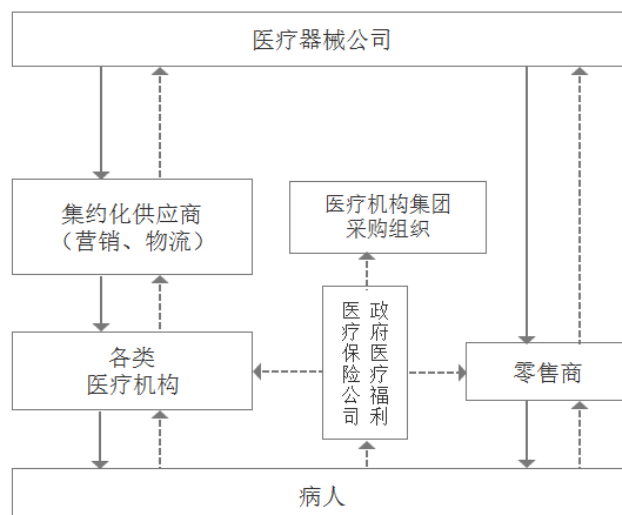 医疗器械公司
集约化供应商
（营销、物流）
医疗机构集团
采购组织
政府医疗福利
医疗保险公司
各类
医疗机构
零售商
病人